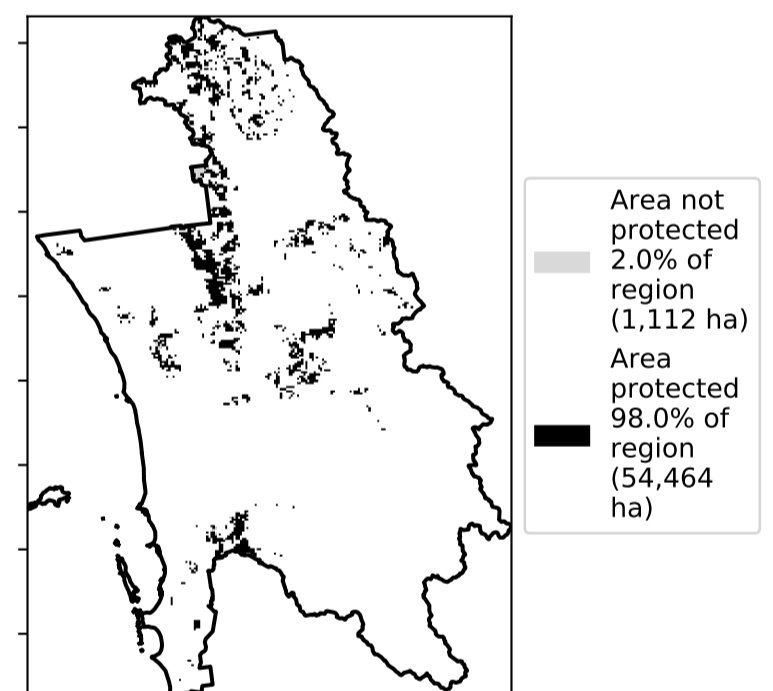 Area not
protected
2.0% of
region
(1,112 ha)
Area
protected
98.0% of
region
(54,464
ha)